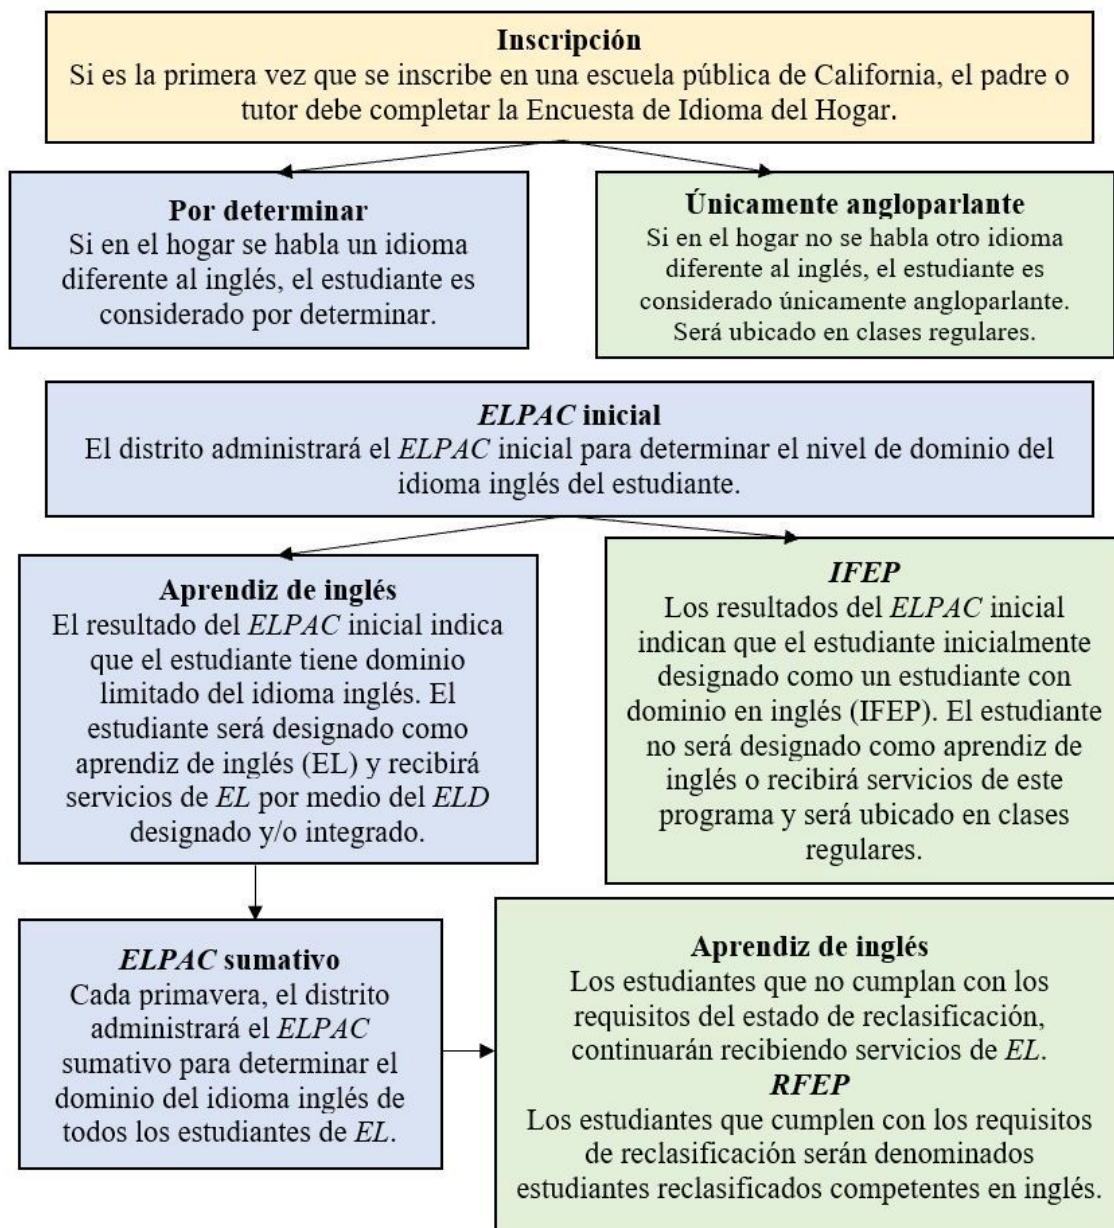 Inscripción
Si es la primera vez que se inscribe en una escuela pública de California, el padre o
tutor debe completar la Encuesta de Idioma del Hogar.
Por determinar
Si en el hogar se habla un idioma
diferente al inglés, el estudiante es
considerado por determinar.
Únicamente angloparlante
Si en el hogar no se habla otro idioma
diferente al inglés, el estudiante es
considerado únicamente angloparlante.
Será ubicado en clases regulares.
ELPAC inicial
El distrito administrará el ELPAC inicial para determinar el nivel de dominio del
idioma inglés del estudiante.
Aprendiz de inglés
El resultado del ELPAC inicial indica
que el estudiante tiene dominio
limitado del idioma inglés. El
estudiante será designado como
aprendiz de inglés (EL) y recibirá
servicios de EL por medio del ELD
designado y/o integrado.
IFEP
Los resultados del ELPAC inicial
indican que el estudiante inicialmente
designado como un estudiante con
dominio en inglés (IFEP). El estudiante
no será designado como aprendiz de
inglés o recibirá servicios de este
programa y será ubicado en clases
regulares.
ELPAC sumativo
Cada primavera, el distrito
administrará el ELPAC
sumativo para determinar el
dominio del idioma inglés de
todos los estudiantes de EL.
Aprendiz de inglés
Los estudiantes que no cumplan con los
requisitos del estado de reclasificación,
continuarán recibiendo servicios de EL.
RFEP
Los estudiantes que cumplen con los requisitos
de reclasificación serán denominados
estudiantes reclasificados competentes en inglés.